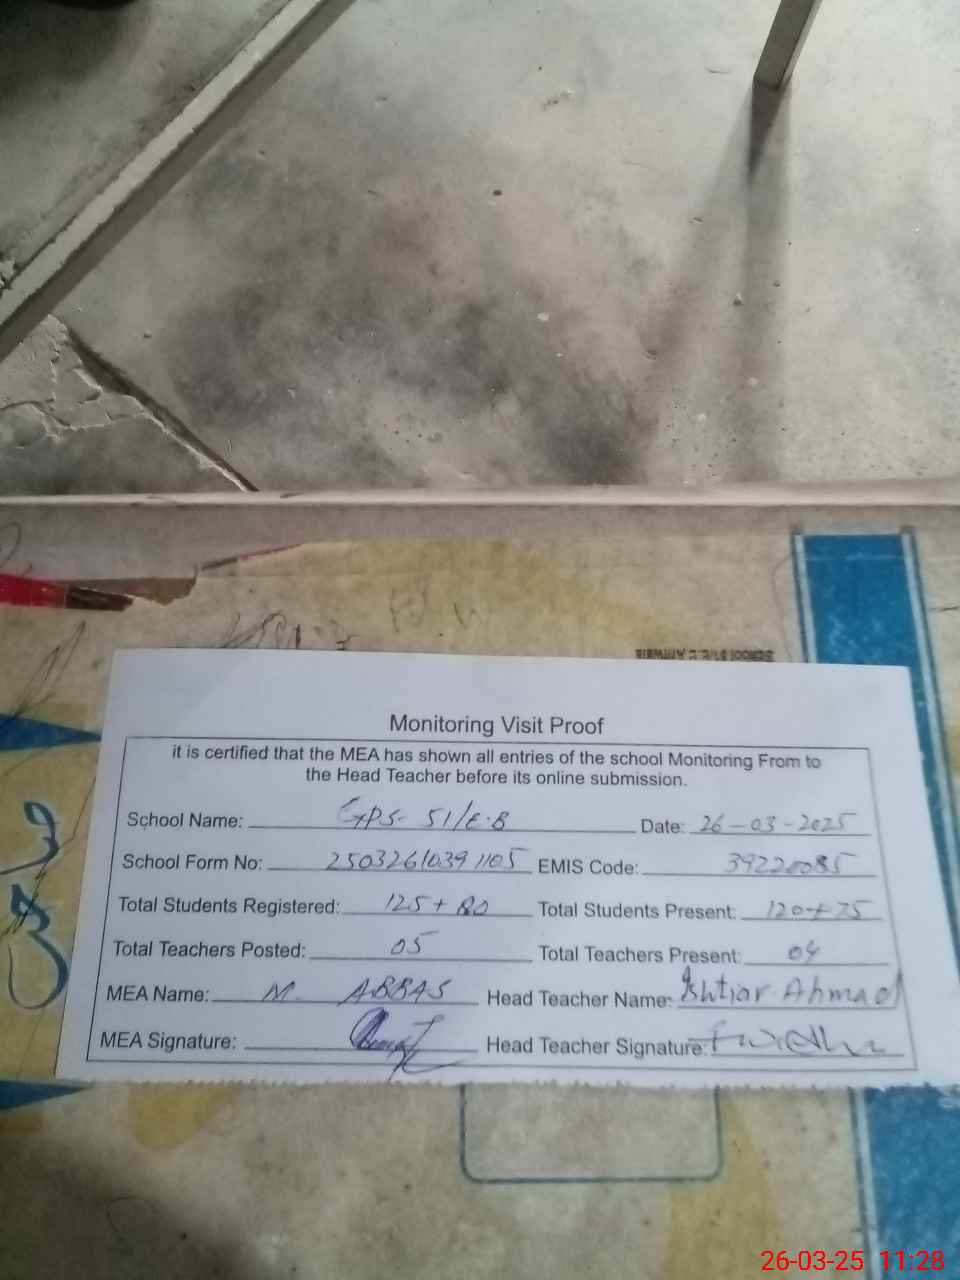 SCHOOL 51/E.B ARIFWALA
Monitoring Visit Proof
it is certified that the MEA has shown all entries of the school Monitoring From to
the Head Teacher before its online submission.
School Name: GPS- 51/E.B Date: 26-03-2025
School Form No: 25032610391105 EMIS Code: 39220085
Total Students Registered: 125+80 Total Students Present: 120+75
Total Teachers Posted: 05 Total Teachers Present: 04
MEA Name: M. ABBAS Head Teacher Name: Ishtiar Ahmad
MEA Signature: Head Teacher Signature:
26-03-25 11:28